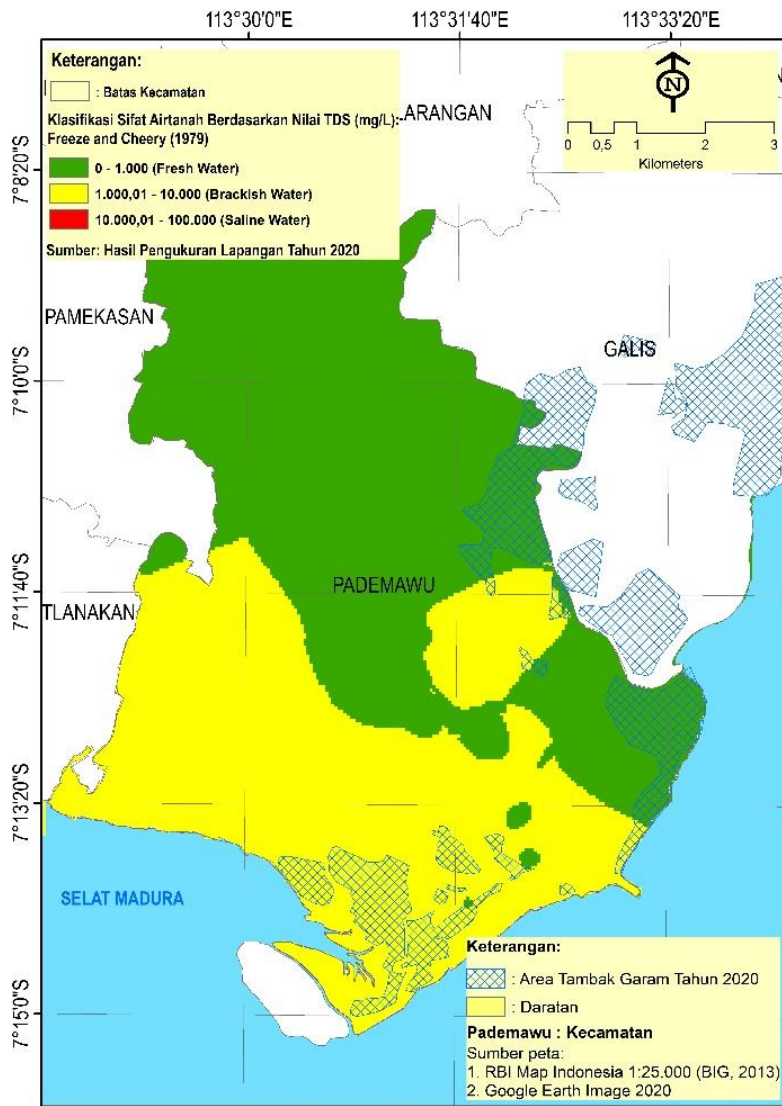 113°30'0"E 113°31'40"E 113°33'20"E
Keterangan:
: Batas Kecamatan
Klasifikasi Sifat Airtanah Berdasarkan Nilai TDS (mg/L):
Freeze and Cheery (1979)
0 - 1.000 (Fresh Water)
1.000,01 - 10.000 (Brackish Water)
10.000,01 - 100.000 (Saline Water)
Sumber: Hasil Pengukuran Lapangan Tahun 2020
N
0 0,5 1 2 3
Kilometers
-ARANGAN
7°8'20"S
PAMEKASAN
GALIS
7°10'0"S
PADEMAWU
7°11'40"S
TLANAKAN
7°13'20"S
SELAT MADURA
7°15'0"S
Keterangan:
: Area Tambak Garam Tahun 2020
: Daratan
Pademawu : Kecamatan
Sumber peta:
1. RBI Map Indonesia 1:25.000 (BIG, 2013)
2. Google Earth Image 2020